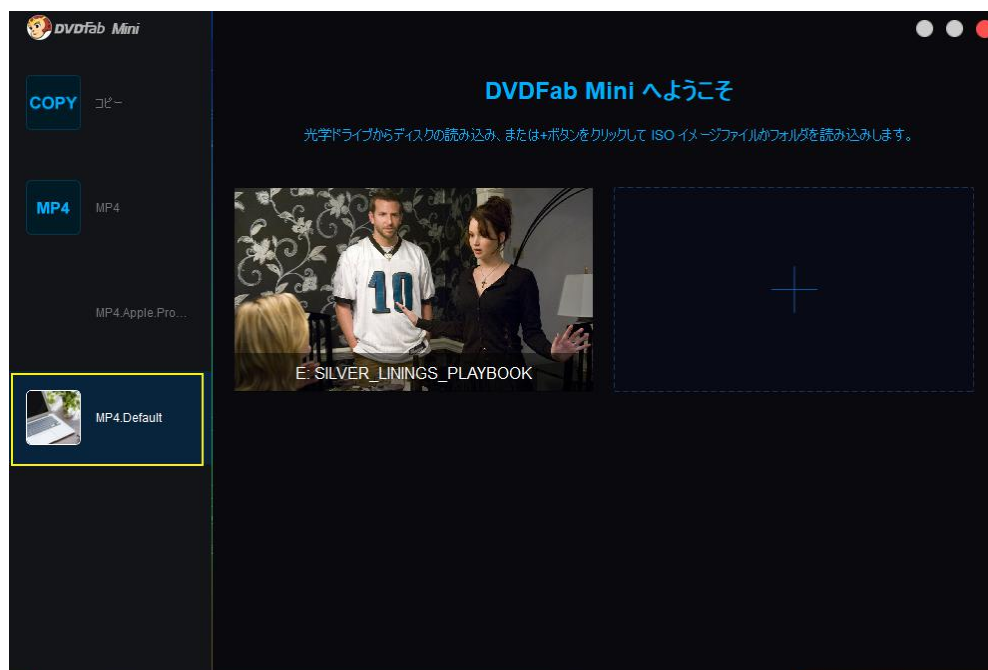 DVDFab Mini
COPY コピー
MP4 MP4
MP4.Apple.Pro...
MP4.Default
DVDFab Mini へようこそ
光学ドライブからディスクの読み込み、または+ボタンをクリックして ISO イメージファイルかフォルダを読み込みします。
10
E: SILVER_LININGS_PLAYBOOK